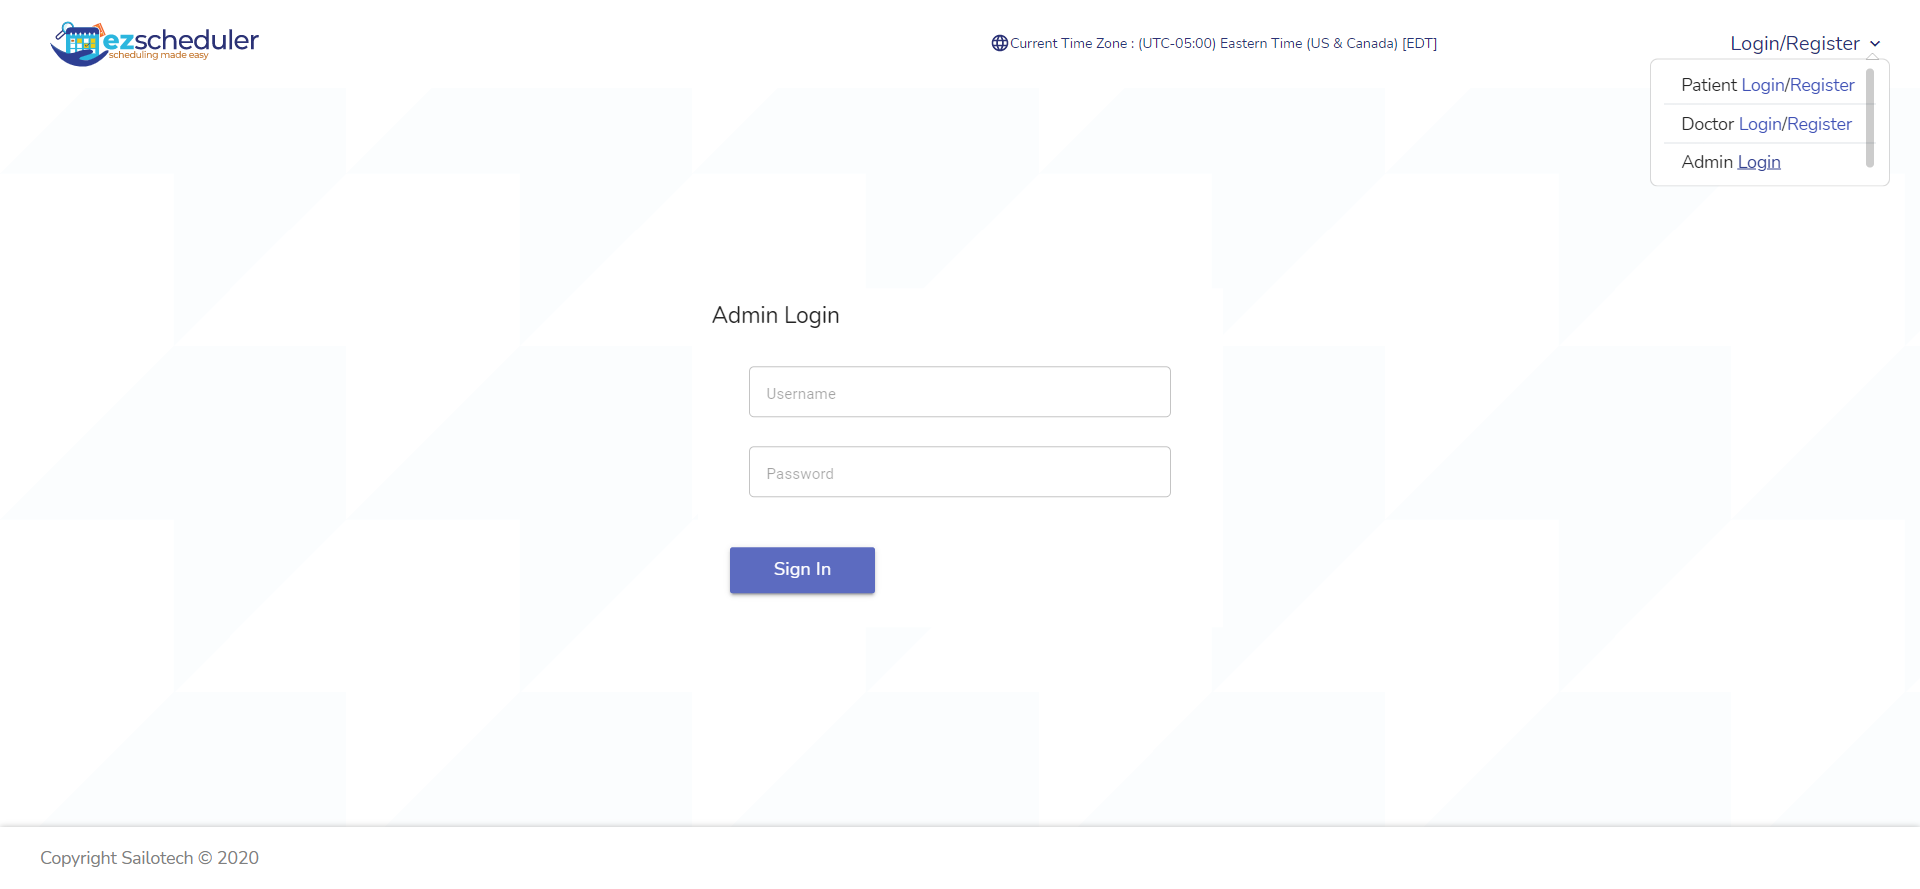 ezscheduler
scheduling made easy
Current Time Zone : (UTC-05:00) Eastern Time (US & Canada) [EDT]
Login/Register
Patient Login/Register
Doctor Login/Register
Admin Login
Admin Login
Username
Password
Sign In
Copyright Sailotech © 2020